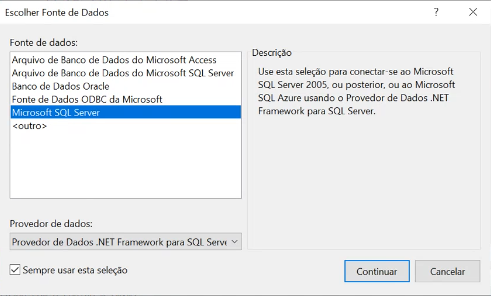 Escolher Fonte de Dados
?
Fonte de dados:
Arquivo de Banco de Dados do Microsoft Access
Arquivo de Banco de Dados do Microsoft SQL Server
Banco de Dados Oracle
Fonte de Dados ODBC da Microsoft
Microsoft SQL Server
<outro>
Descrição
Use esta seleção para conectar-se ao Microsoft
SQL Server 2005, ou posterior, ou ao Microsoft
SQL Azure usando o Provedor de Dados .NET
Framework para SQL Server.
Provedor de dados:
Provedor de Dados .NET Framework para SQL Serve
Sempre usar esta seleção
Continuar
Cancelar